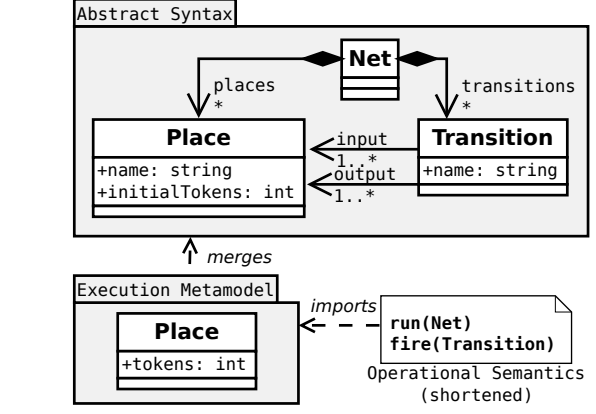 Abstract Syntax
Net
places
*
transitions
*
Place
+name: string
+initialTokens: int
input
1..*
output
1..*
Transition
+name: string
merges
Execution Metamodel
Place
+tokens: int
imports
run(Net)
fire(Transition)
Operational Semantics
(shortened)